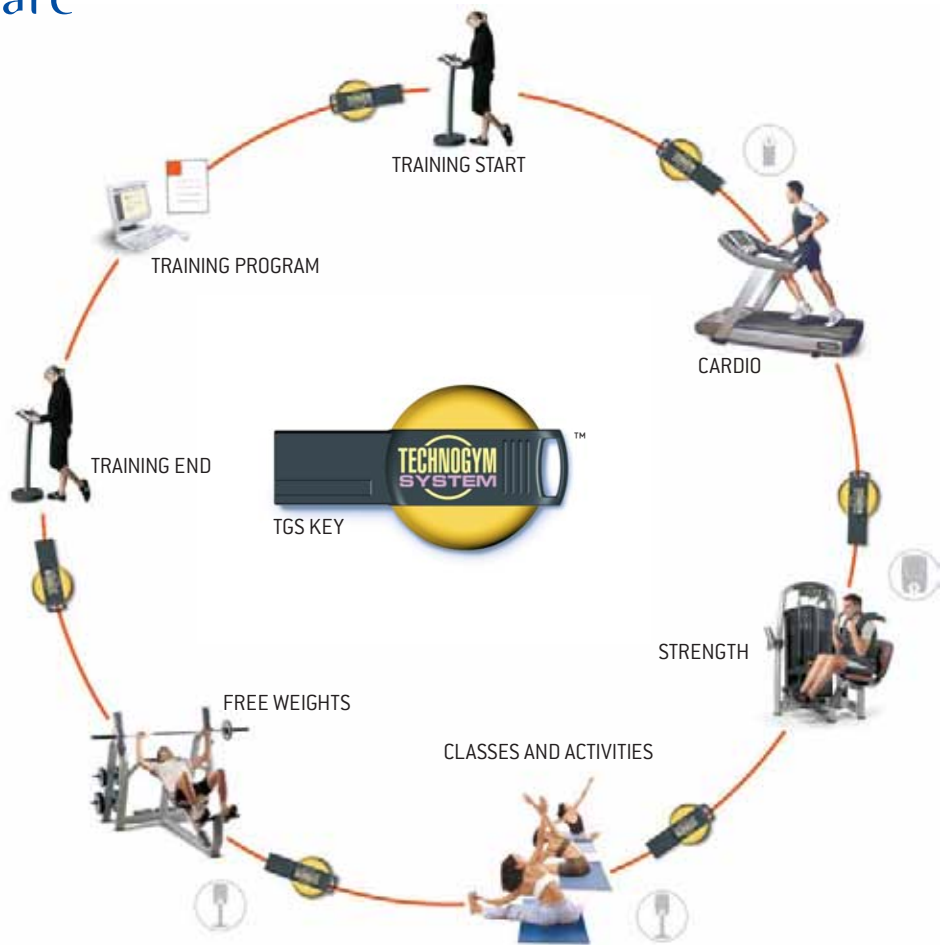 TRAINING START
TRAINING PROGRAM
CARDIO
TRAINING END
TECHNOGYM
SYSTEM
™
TGS KEY
STRENGTH
FREE WEIGHTS
CLASSES AND ACTIVITIES